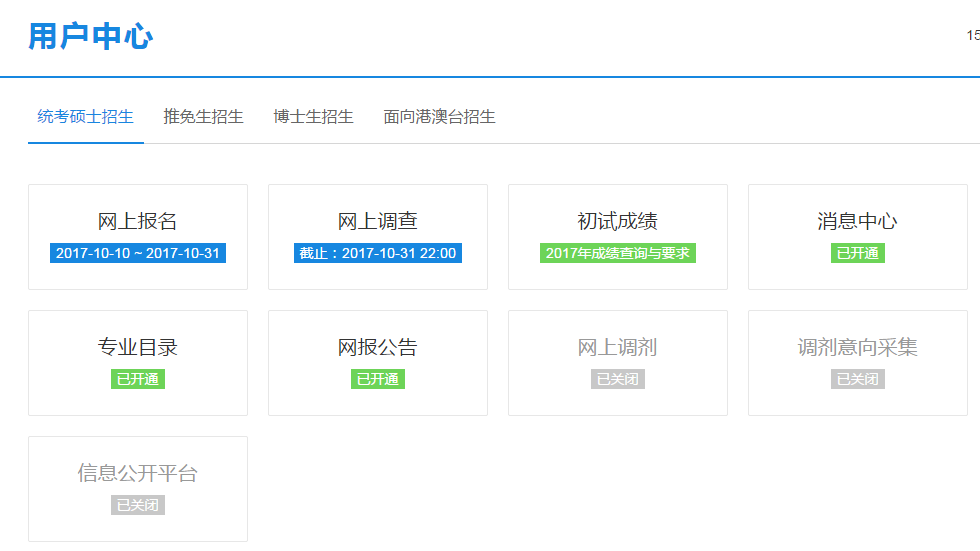 用户中心
15
统考硕士招生 推免生招生 博士生招生 面向港澳台招生
网上报名 网上调查 初试成绩 消息中心
2017-10-10 ~ 2017-10-31 截止：2017-10-31 22:00 2017年成绩查询与要求 已开通
专业目录 网报公告 网上调剂 调剂意向采集
已开通 已开通 已关闭 已关闭
信息公开平台
已关闭